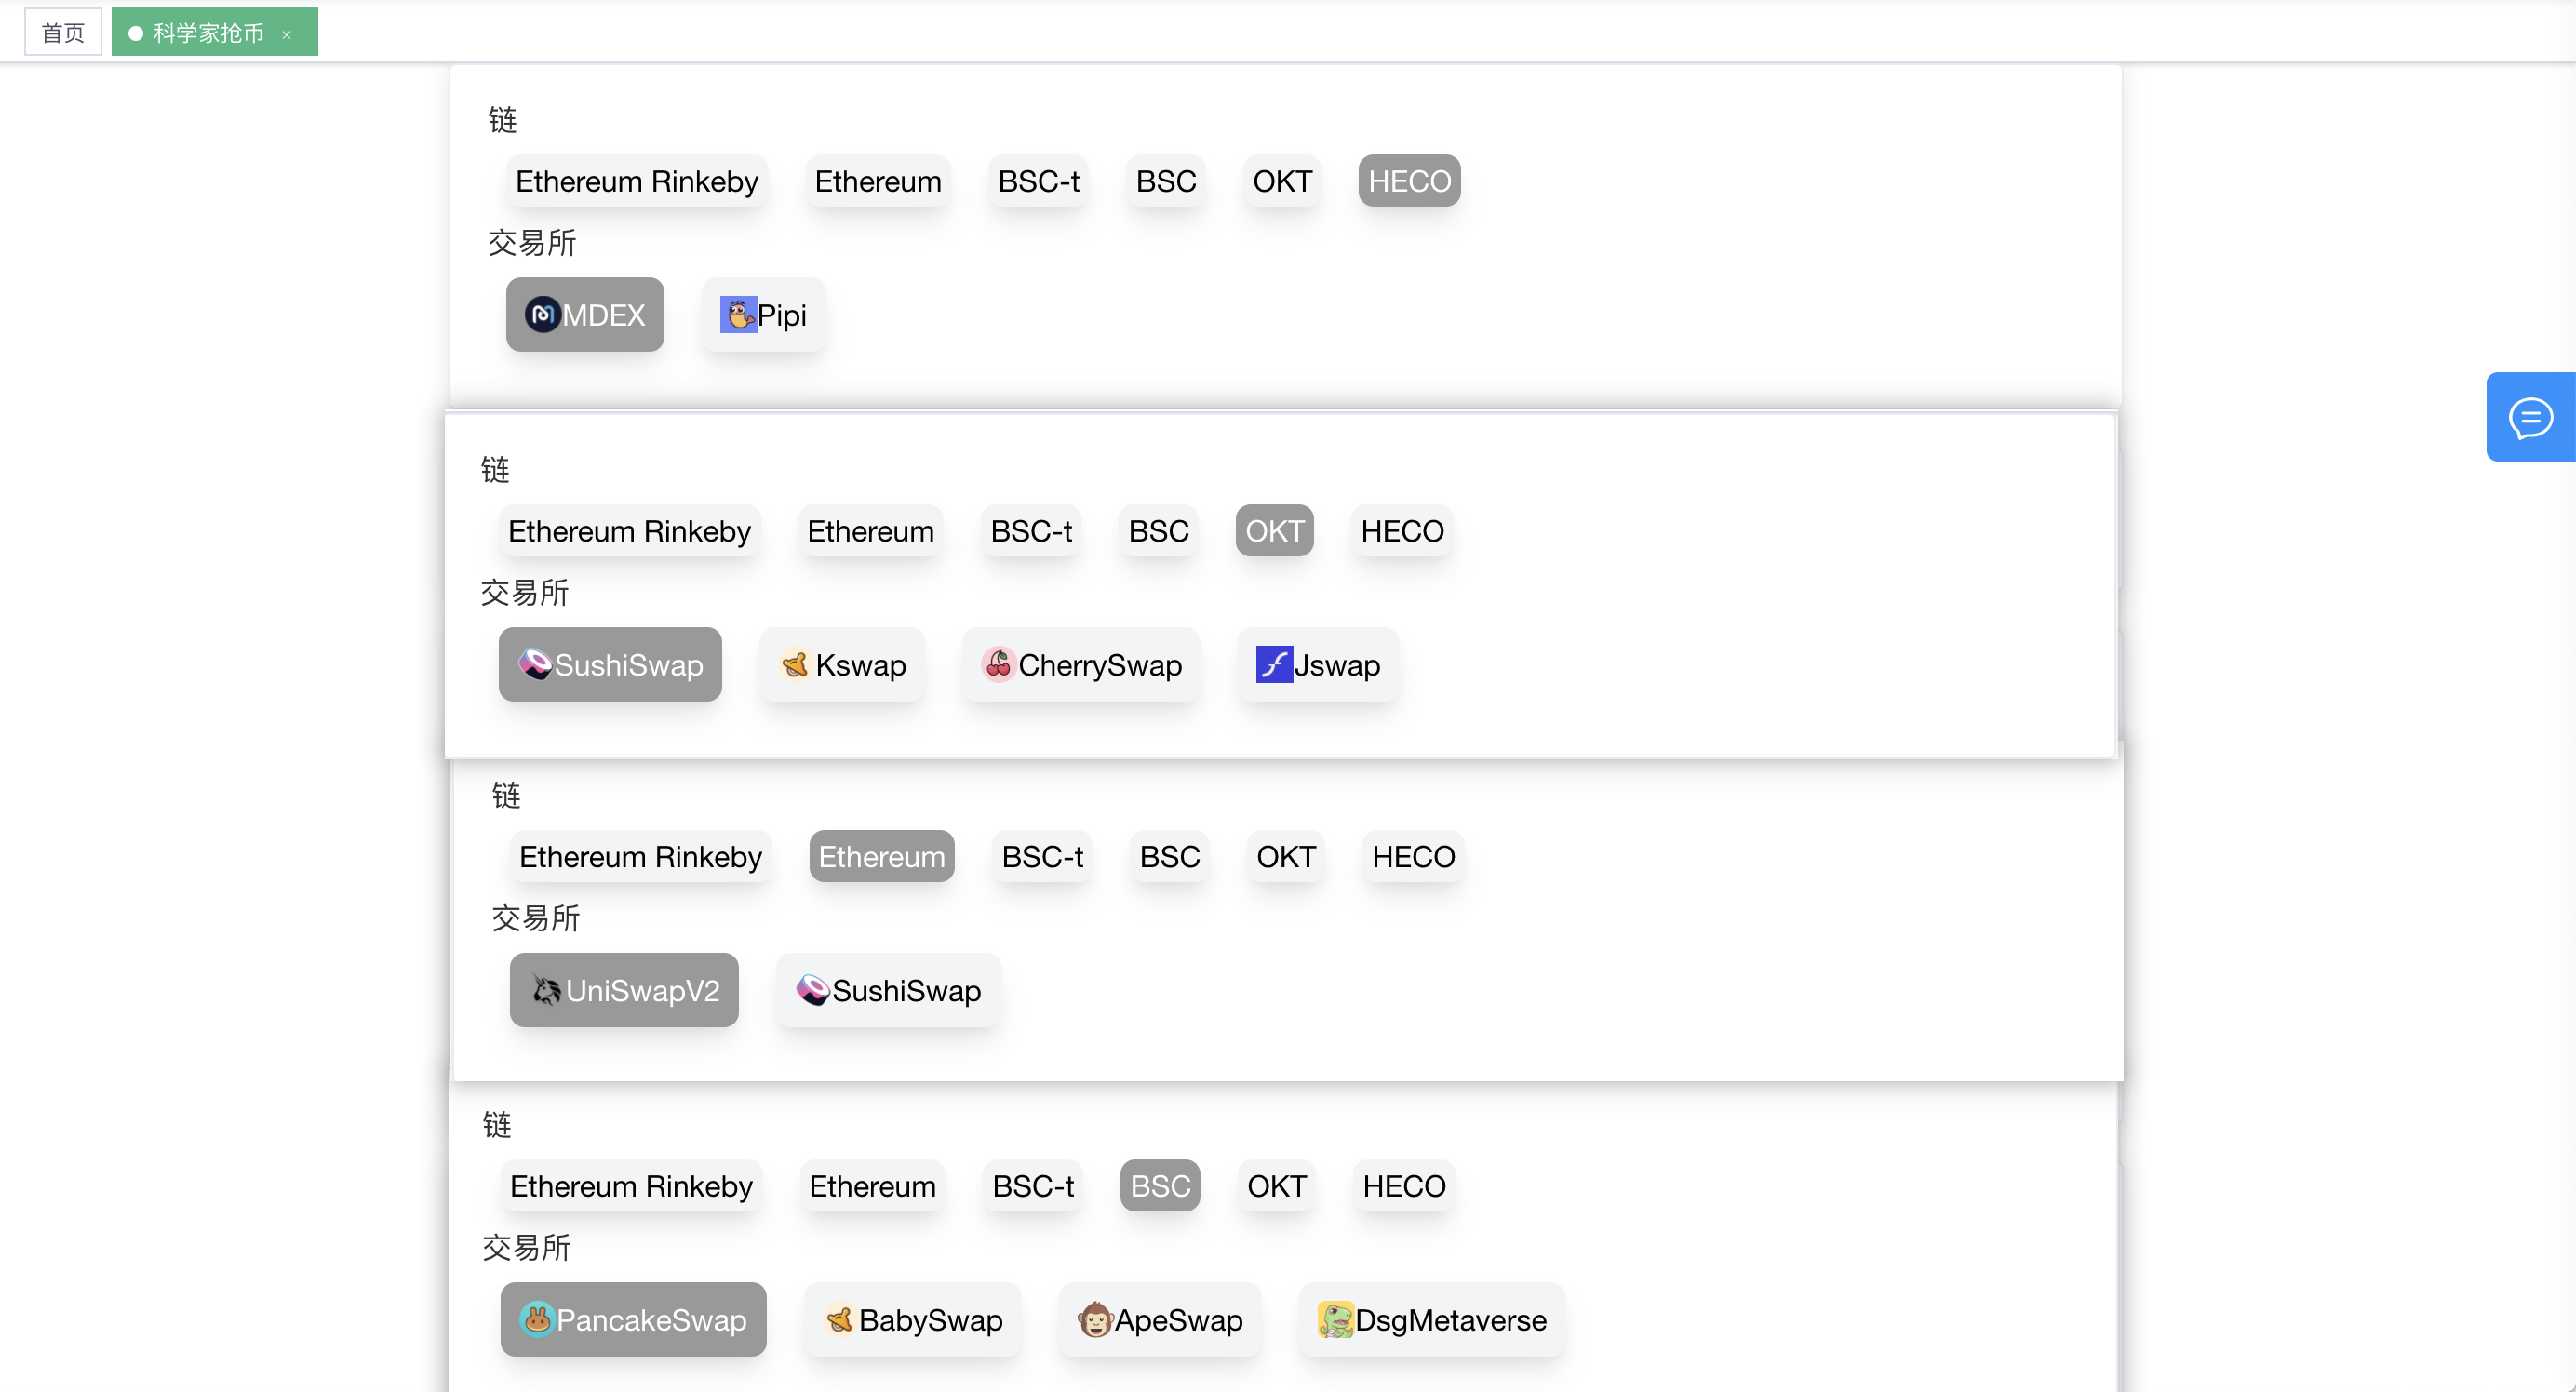 首页 科学家抢币 ×
链
Ethereum Rinkeby Ethereum BSC-t BSC OKT HECO
交易所
MDEX Pipi
链
Ethereum Rinkeby Ethereum BSC-t BSC OKT HECO
交易所
SushiSwap Kswap CherrySwap Jswap
链
Ethereum Rinkeby Ethereum BSC-t BSC OKT HECO
交易所
UniSwapV2 SushiSwap
链
Ethereum Rinkeby Ethereum BSC-t BSC OKT HECO
交易所
PancakeSwap BabySwap ApeSwap DsgMetaverse